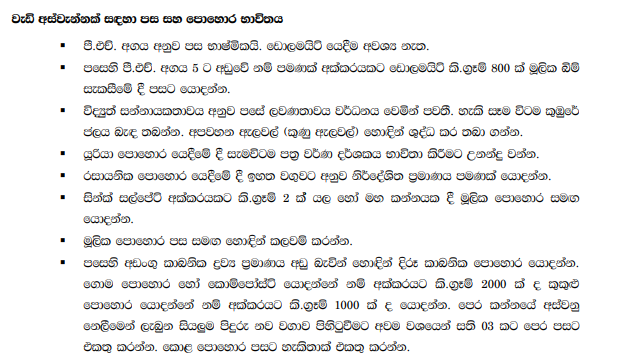 වැඩි අස්වැන්නක් සඳහා පස සහ පොහොර භාවිතය
▪ පී.එච්. අගය අනුව පස භාෂ්මිකයි. ඩොලමයිට් යෙදීම අවශ්‍ය නැත.
▪ පසෙහි පී.එච්. අගය 5 ට අඩුවේ නම් පමණක් අක්කරයකට ඩොලමයිට් කි.ග්‍රෑම් 800 ක් මූලික බිම්
සැකසීමේ දී පසට යොදන්න.
▪ විද්‍යුත් සන්නායකතාවය අනුව පසේ ලවණතාවය වර්ධනය වෙමින් පවතී. හැකි සෑම විටම කුඹුරේ
ජලය බැඳ තබන්න. අපවහන ඇලවල් (කුණු ඇලවල්) හොඳින් ශුද්ධ කර තබා ගන්න.
▪ යූරියා පොහොර යෙදීමේ දී සැමවිටම පත්‍ර වර්ණ දර්ශකය භාවිතා කිරීමට උනන්දු වන්න.
▪ රසායනික පොහොර යෙදීමේ දී ඉහත වගුවට අනුව නිර්දේශිත ප්‍රමාණය පමණක් යොදන්න.
▪ සින්ක් සල්පේට් අක්කරයකට කි.ග්‍රෑම් 2 ක් යල හෝ මහ කන්නයක දී මූලික පොහොර සමඟ
යොදන්න.
▪ මූලික පොහොර පස සමඟ හොඳින් කලවම් කරන්න.
▪ පසෙහි අඩංගු කාබනික ද්‍රව්‍ය ප්‍රමාණය අඩු බැවින් හොඳින් දිරූ කාබනික පොහොර යොදන්න.
ගොම පොහොර හෝ කොම්පෝස්ට් යොදන්නේ නම් අක්කරයට කි.ග්‍රෑම් 2000 ක් ද කුකුළු
පොහොර යොදන්නේ නම් අක්කරයට කි.ග්‍රෑම් 1000 ක් ද යොදන්න. පෙර කන්නයේ අස්වනු
නෙලීමෙන් ලැබුන සියලුම පිදුරු නව වගාව පිහිටුවීමට අවම වශයෙන් සති 03 කට පෙර පසට
එකතු කරන්න. කොළ පොහොර පසට හැකිතාක් එකතු කරන්න.